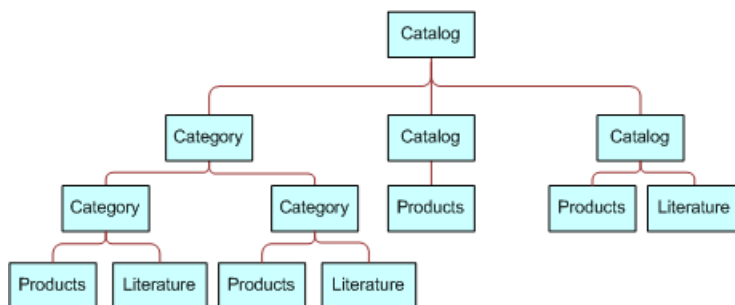 Catalog
Category
Catalog
Catalog
Category
Category
Products
Products
Literature
Products
Literature
Products
Literature